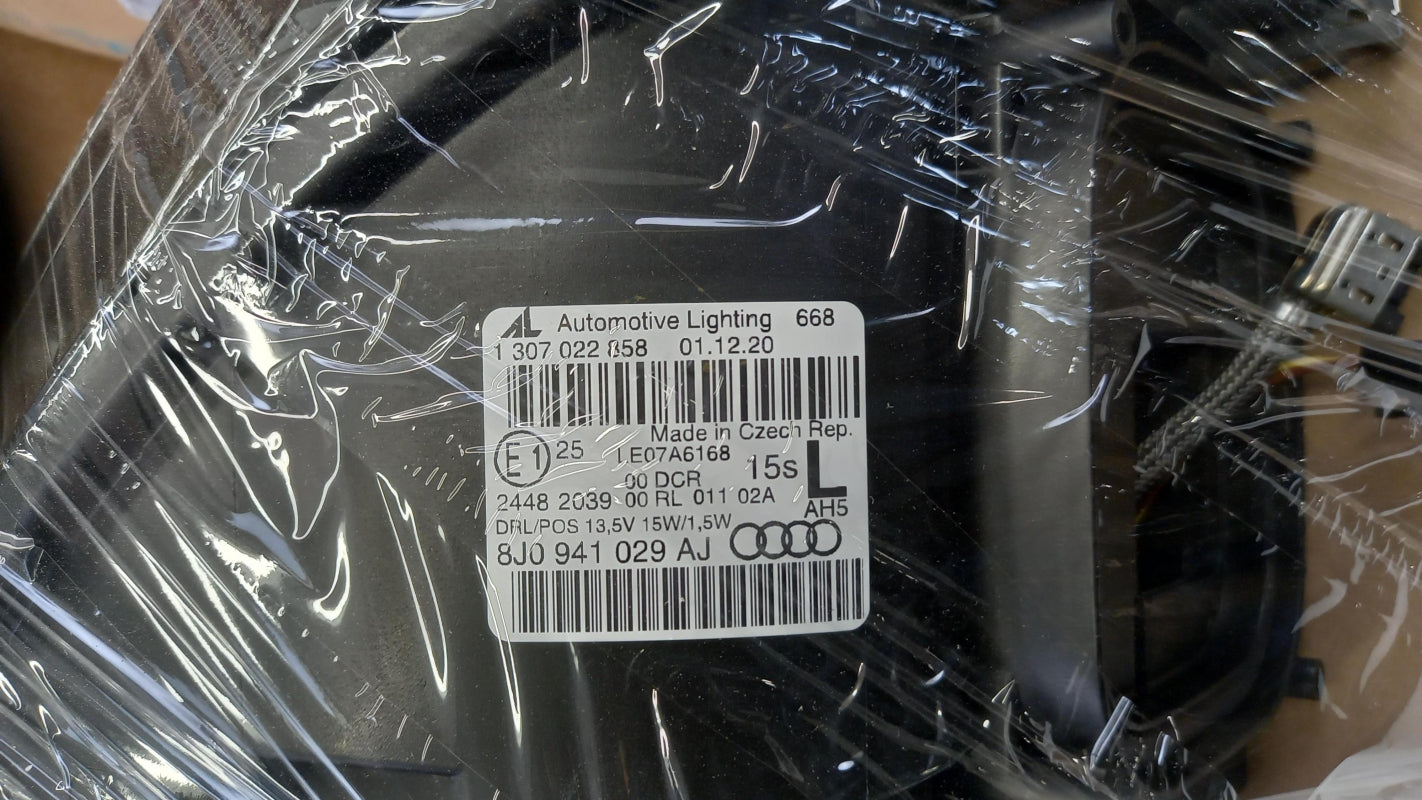 AL Automotive Lighting 668
1 307 022 858 01.12.20
Made in Czech Rep.
E1 25 1.E07A6168 15s L
00 DCR
2448 2039 00 RL 011 02A AH5
DRL/POS 13,5V 15W/1,5W
8J0 941 029 AJ